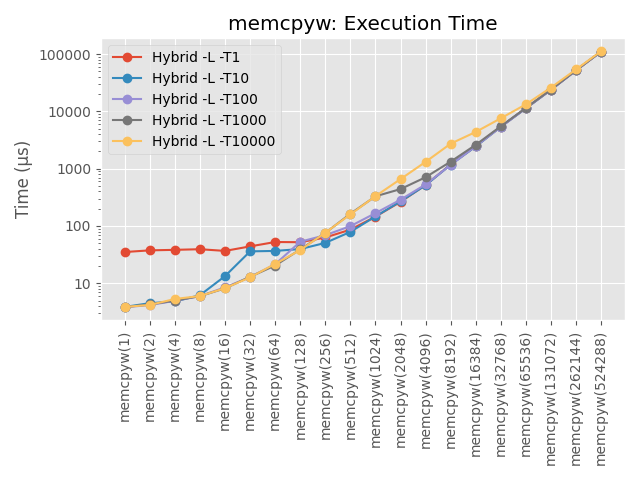 memcpyw: Execution Time
Time (µs)
100000
10000
1000
100
10
Hybrid -L -T1
Hybrid -L -T10
Hybrid -L -T100
Hybrid -L -T1000
Hybrid -L -T10000
memcpyw(1)
memcpyw(2)
memcpyw(4)
memcpyw(8)
memcpyw(16)
memcpyw(32)
memcpyw(64)
memcpyw(128)
memcpyw(256)
memcpyw(512)
memcpyw(1024)
memcpyw(2048)
memcpyw(4096)
memcpyw(8192)
memcpyw(16384)
memcpyw(32768)
memcpyw(65536)
memcpyw(131072)
memcpyw(262144)
memcpyw(524288)